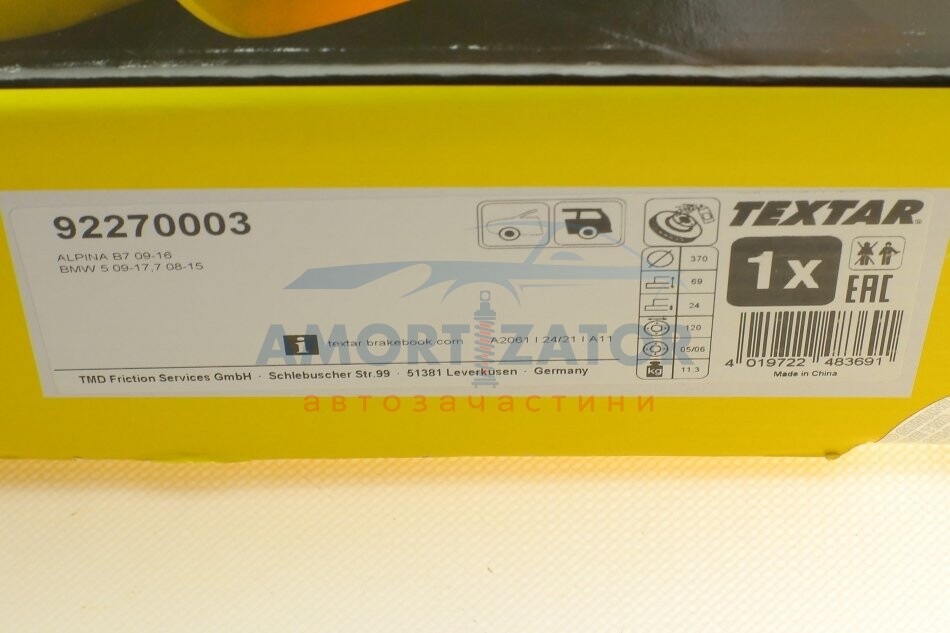 92270003
ALPINA B7 09-16
BMW 5 09-17,7 08-15
TEXTAR
370
69
24
120
05/06
kg 11.3
1x
EAC
i textar brakebook.com A2061 | 24/21 | A11
TMD Friction Services GmbH · Schlebuscher Str.99 · 51381 Leverkusen · Germany
4 019722 483691
Made in China
AMORTIZATOR
автозачастини